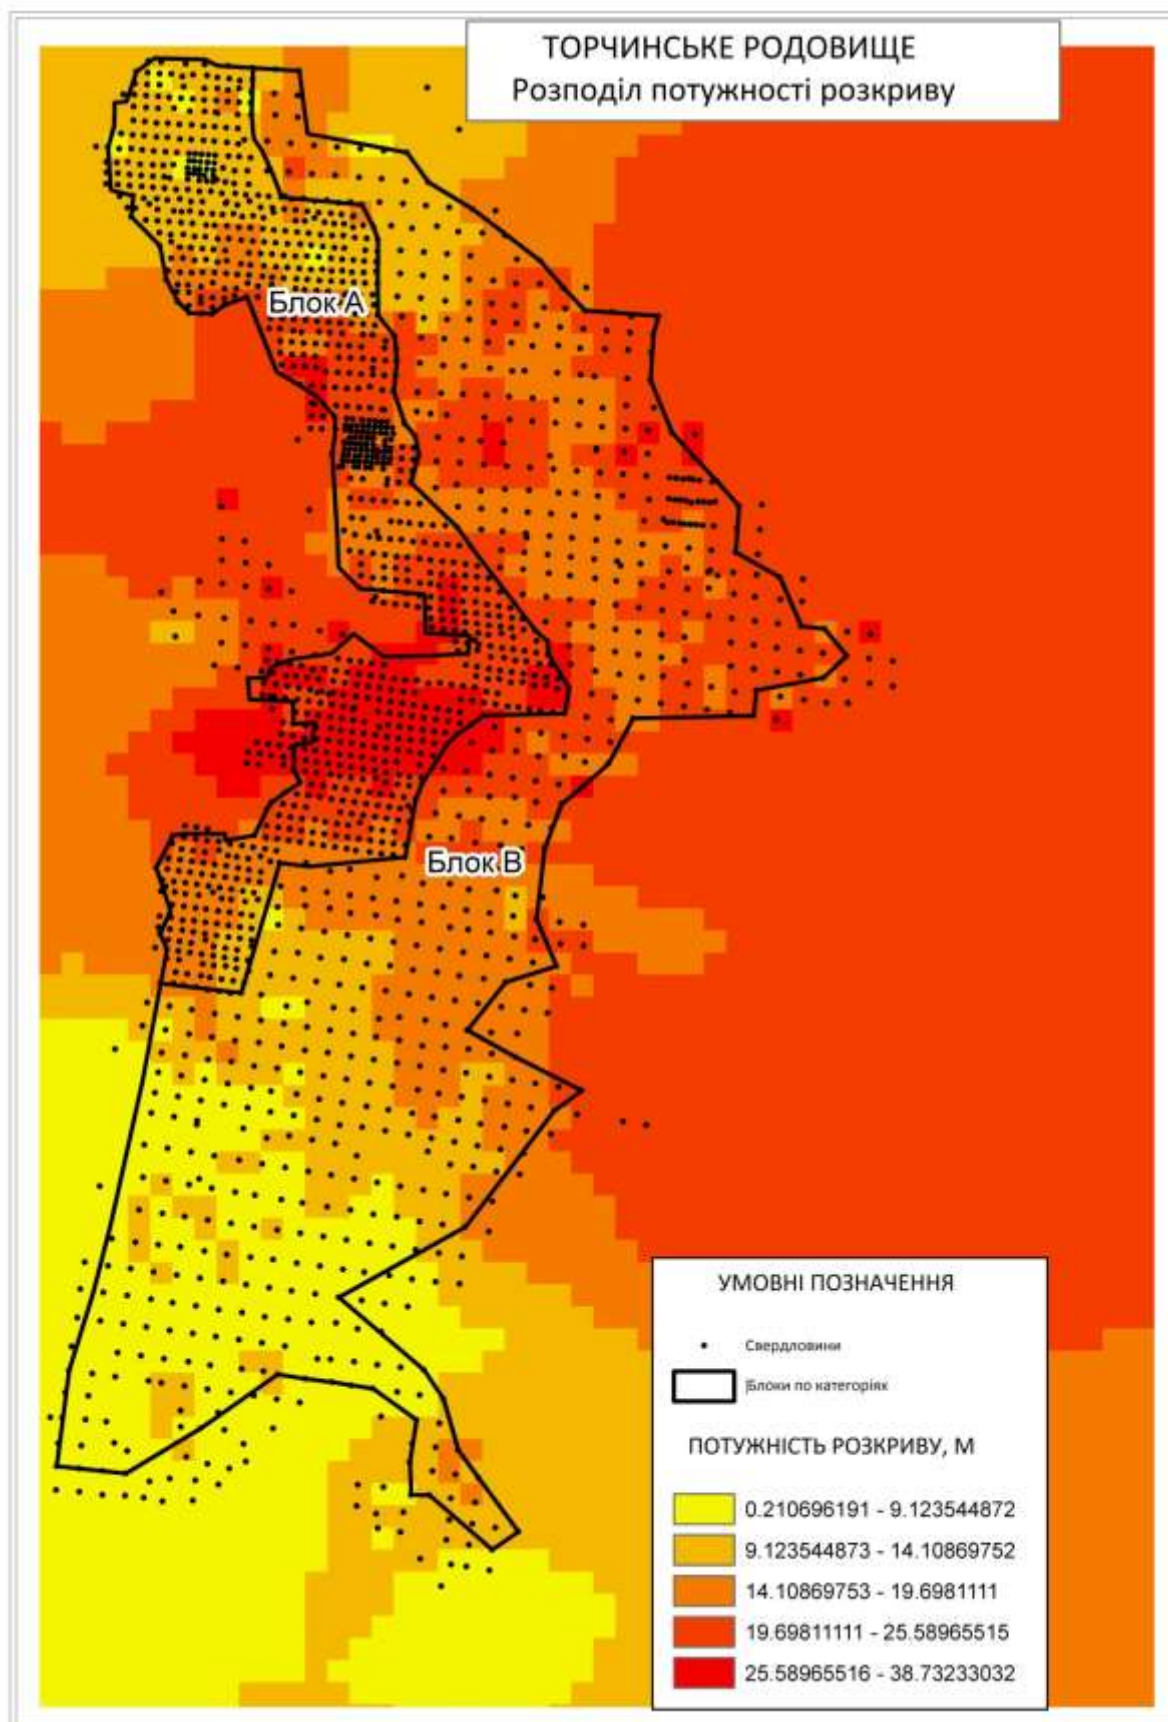 ТОРЧИНСЬКЕ РОДОВИЩЕ
Розподіл потужності розкриву
Блок А
Блок В
УМОВНІ ПОЗНАЧЕННЯ
Свердловини
Блоки по категоріях
ПОТУЖНІСТЬ РОЗКРИВУ, М
0.210696191 - 9.123544872
9.123544873 - 14.10869752
14.10869753 - 19.6981111
19.69811111 - 25.58965515
25.58965516 - 38.73233032